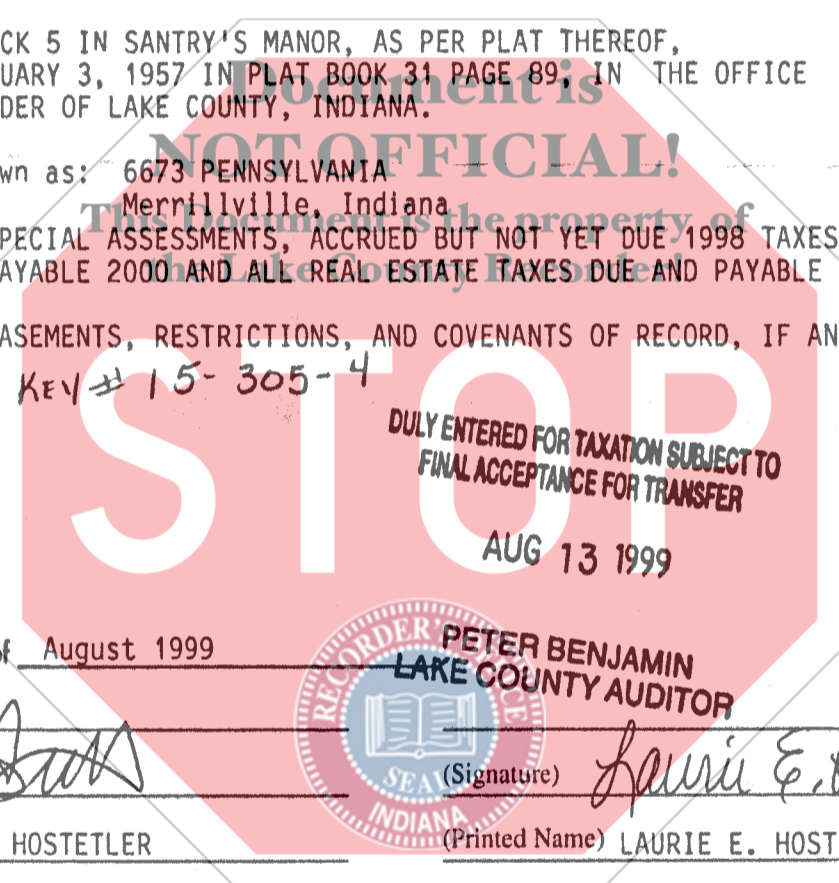 CK 5 IN SANTRY'S MANOR, AS PER PLAT THEREOF,
UARY 3, 1957 IN PLAT BOOK 31 PAGE 89, IN THE OFFICE
DER OF LAKE COUNTY, INDIANA.
Document is
NOT OFFICIAL!
This Document is the property of
the Lake County Recorder!
wn as: 6673 PENNSYLVANIA
Merrillville, Indiana
PECIAL ASSESSMENTS, ACCRUED BUT NOT YET DUE 1998 TAXES
AYABLE 2000 AND ALL REAL ESTATE TAXES DUE AND PAYABLE
ASEMENTS, RESTRICTIONS, AND COVENANTS OF RECORD, IF AN
KEY # 15-305-4
STOP
DULY ENTERED FOR TAXATION SUBJECT TO
FINAL ACCEPTANCE FOR TRANSFER
AUG 13 1999
of August 1999
PETER BENJAMIN
LAKE COUNTY AUDITOR
RECORDER'S OFFICE
SEAL
INDIANA
(Signature) Laurie E.
HOSTETLER
(Printed Name) LAURIE E. HOST